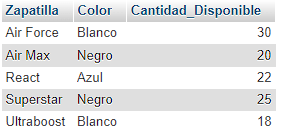 Zapatilla Color Cantidad_Disponible
Air Force Blanco 30
Air Max Negro 20
React Azul 22
Superstar Negro 25
Ultraboost Blanco 18